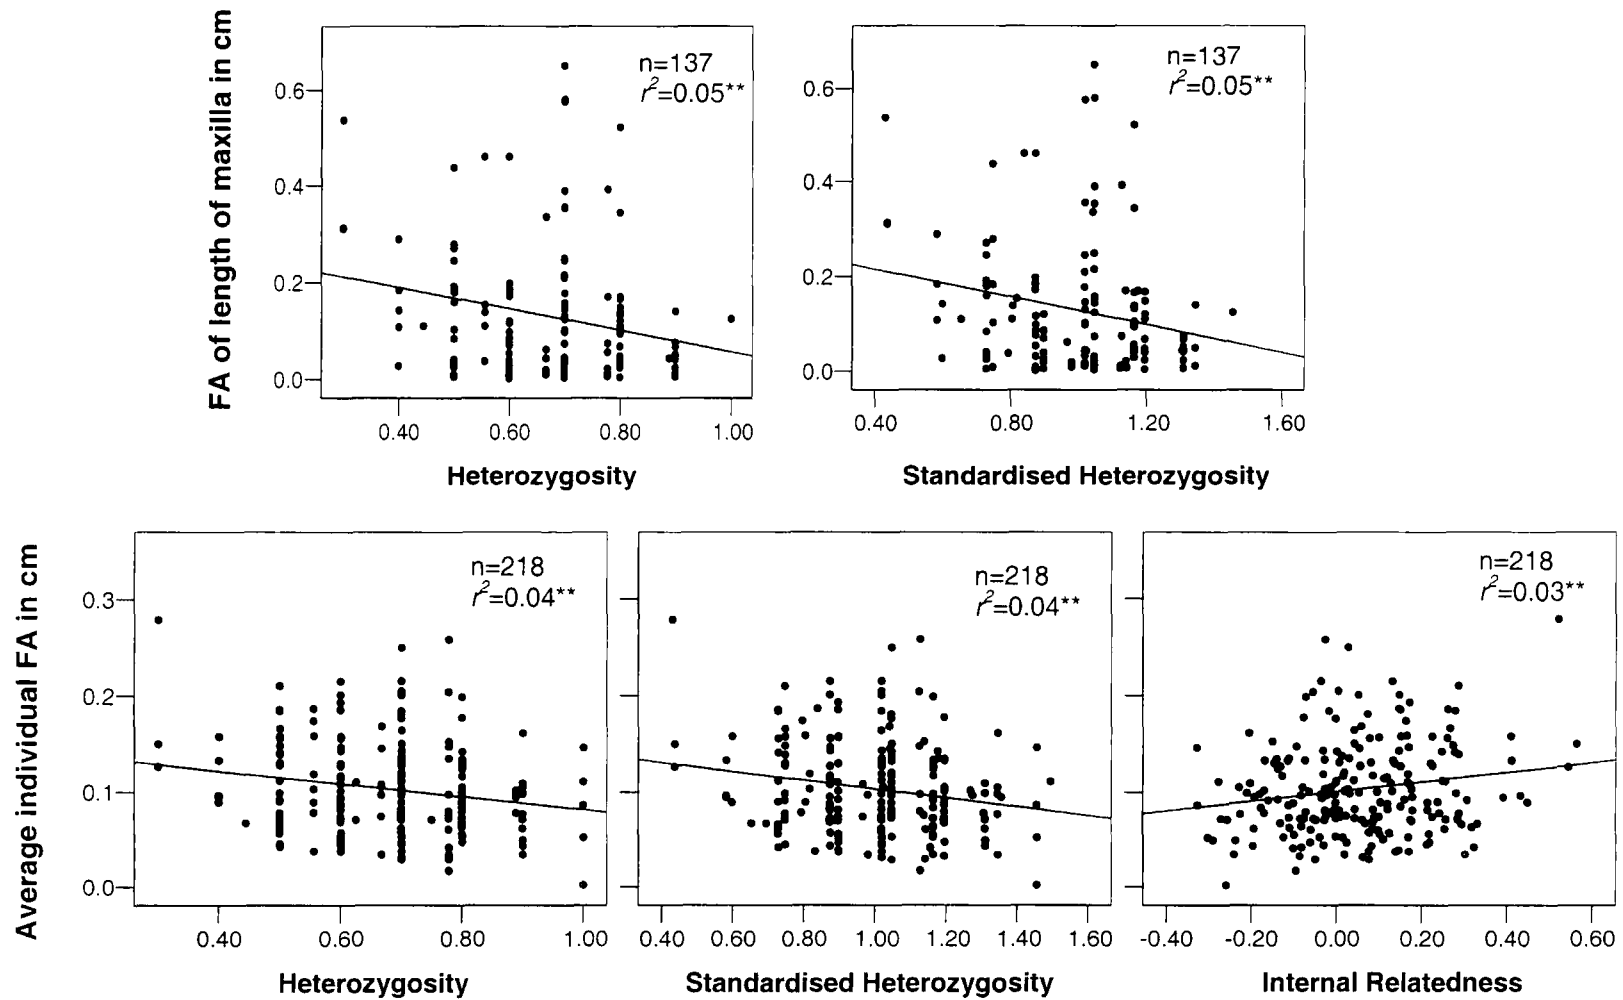 FA of length of maxilla in cm
n=137
r²=0.05**
0.6
0.4
0.2
0.0
0.40 0.60 0.80 1.00
Heterozygosity
n=137
r²=0.05**
0.6
0.4
0.2
0.0
0.40 0.80 1.20 1.60
Standardised Heterozygosity
Average individual FA in cm
n=218
r²=0.04**
0.3
0.2
0.1
0.0
0.40 0.60 0.80 1.00
Heterozygosity
n=218
r²=0.04**
0.40 0.60 0.80 1.00 1.20 1.40 1.60
Standardised Heterozygosity
n=218
r²=0.03**
-0.40 -0.20 0.00 0.20 0.40 0.60
Internal Relatedness